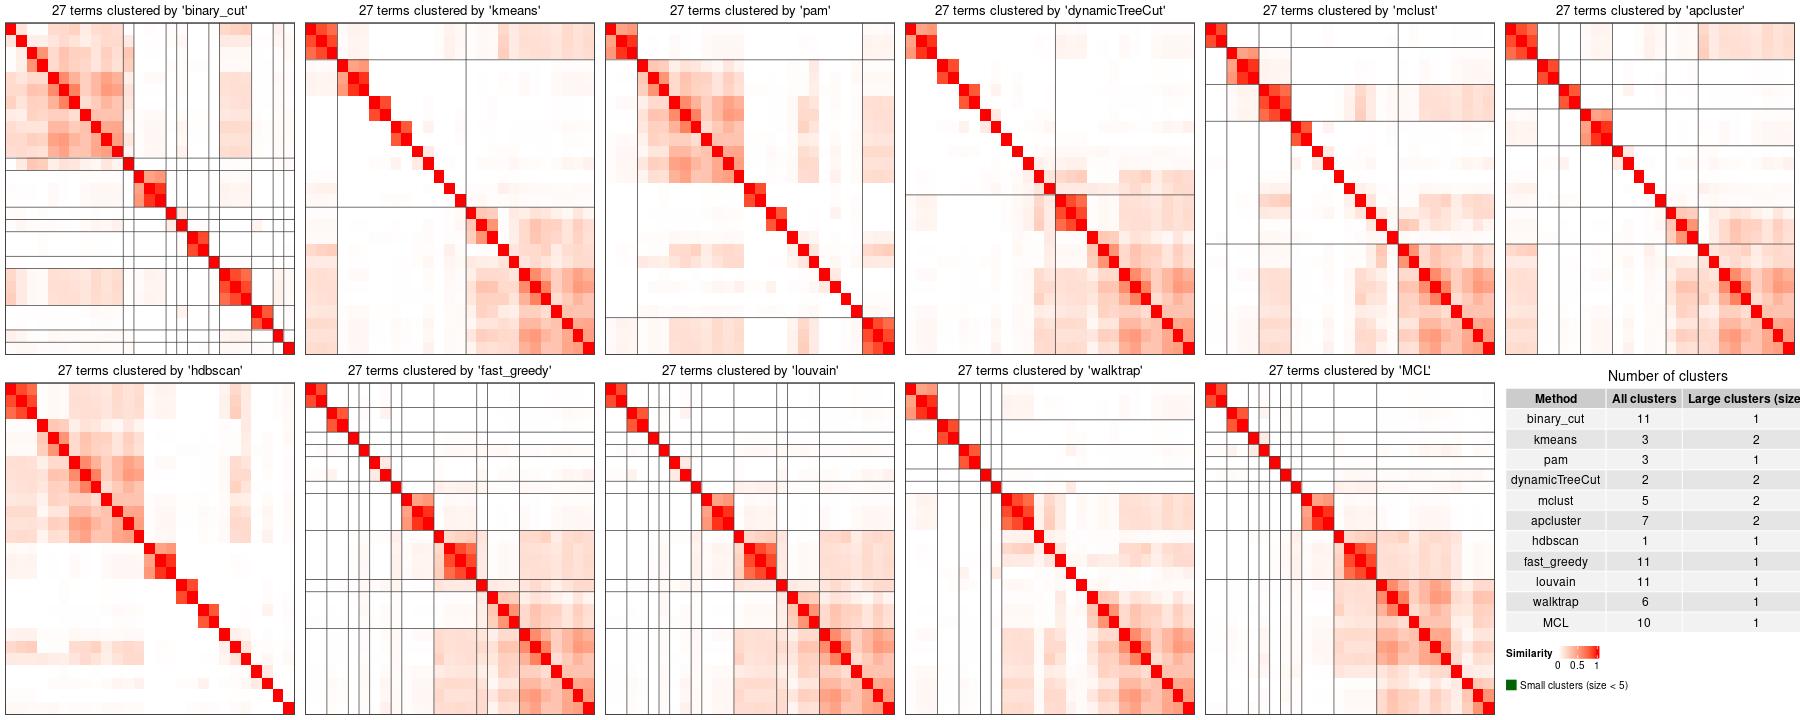 27 terms clustered by 'binary_cut'
27 terms clustered by 'kmeans'
27 terms clustered by 'pam'
27 terms clustered by 'dynamicTreeCut'
27 terms clustered by 'mclust'
27 terms clustered by 'apcluster'
27 terms clustered by 'hdbscan'
27 terms clustered by 'fast_greedy'
27 terms clustered by 'louvain'
27 terms clustered by 'walktrap'
27 terms clustered by 'MCL'
Number of clusters
Method All clusters Large clusters (size
binary_cut 11 1
kmeans 3 2
pam 3 1
dynamicTreeCut 2 2
mclust 5 2
apcluster 7 2
hdbscan 1 1
fast_greedy 11 1
louvain 11 1
walktrap 6 1
MCL 10 1
Similarity
0 0.5 1
Small clusters (size < 5)